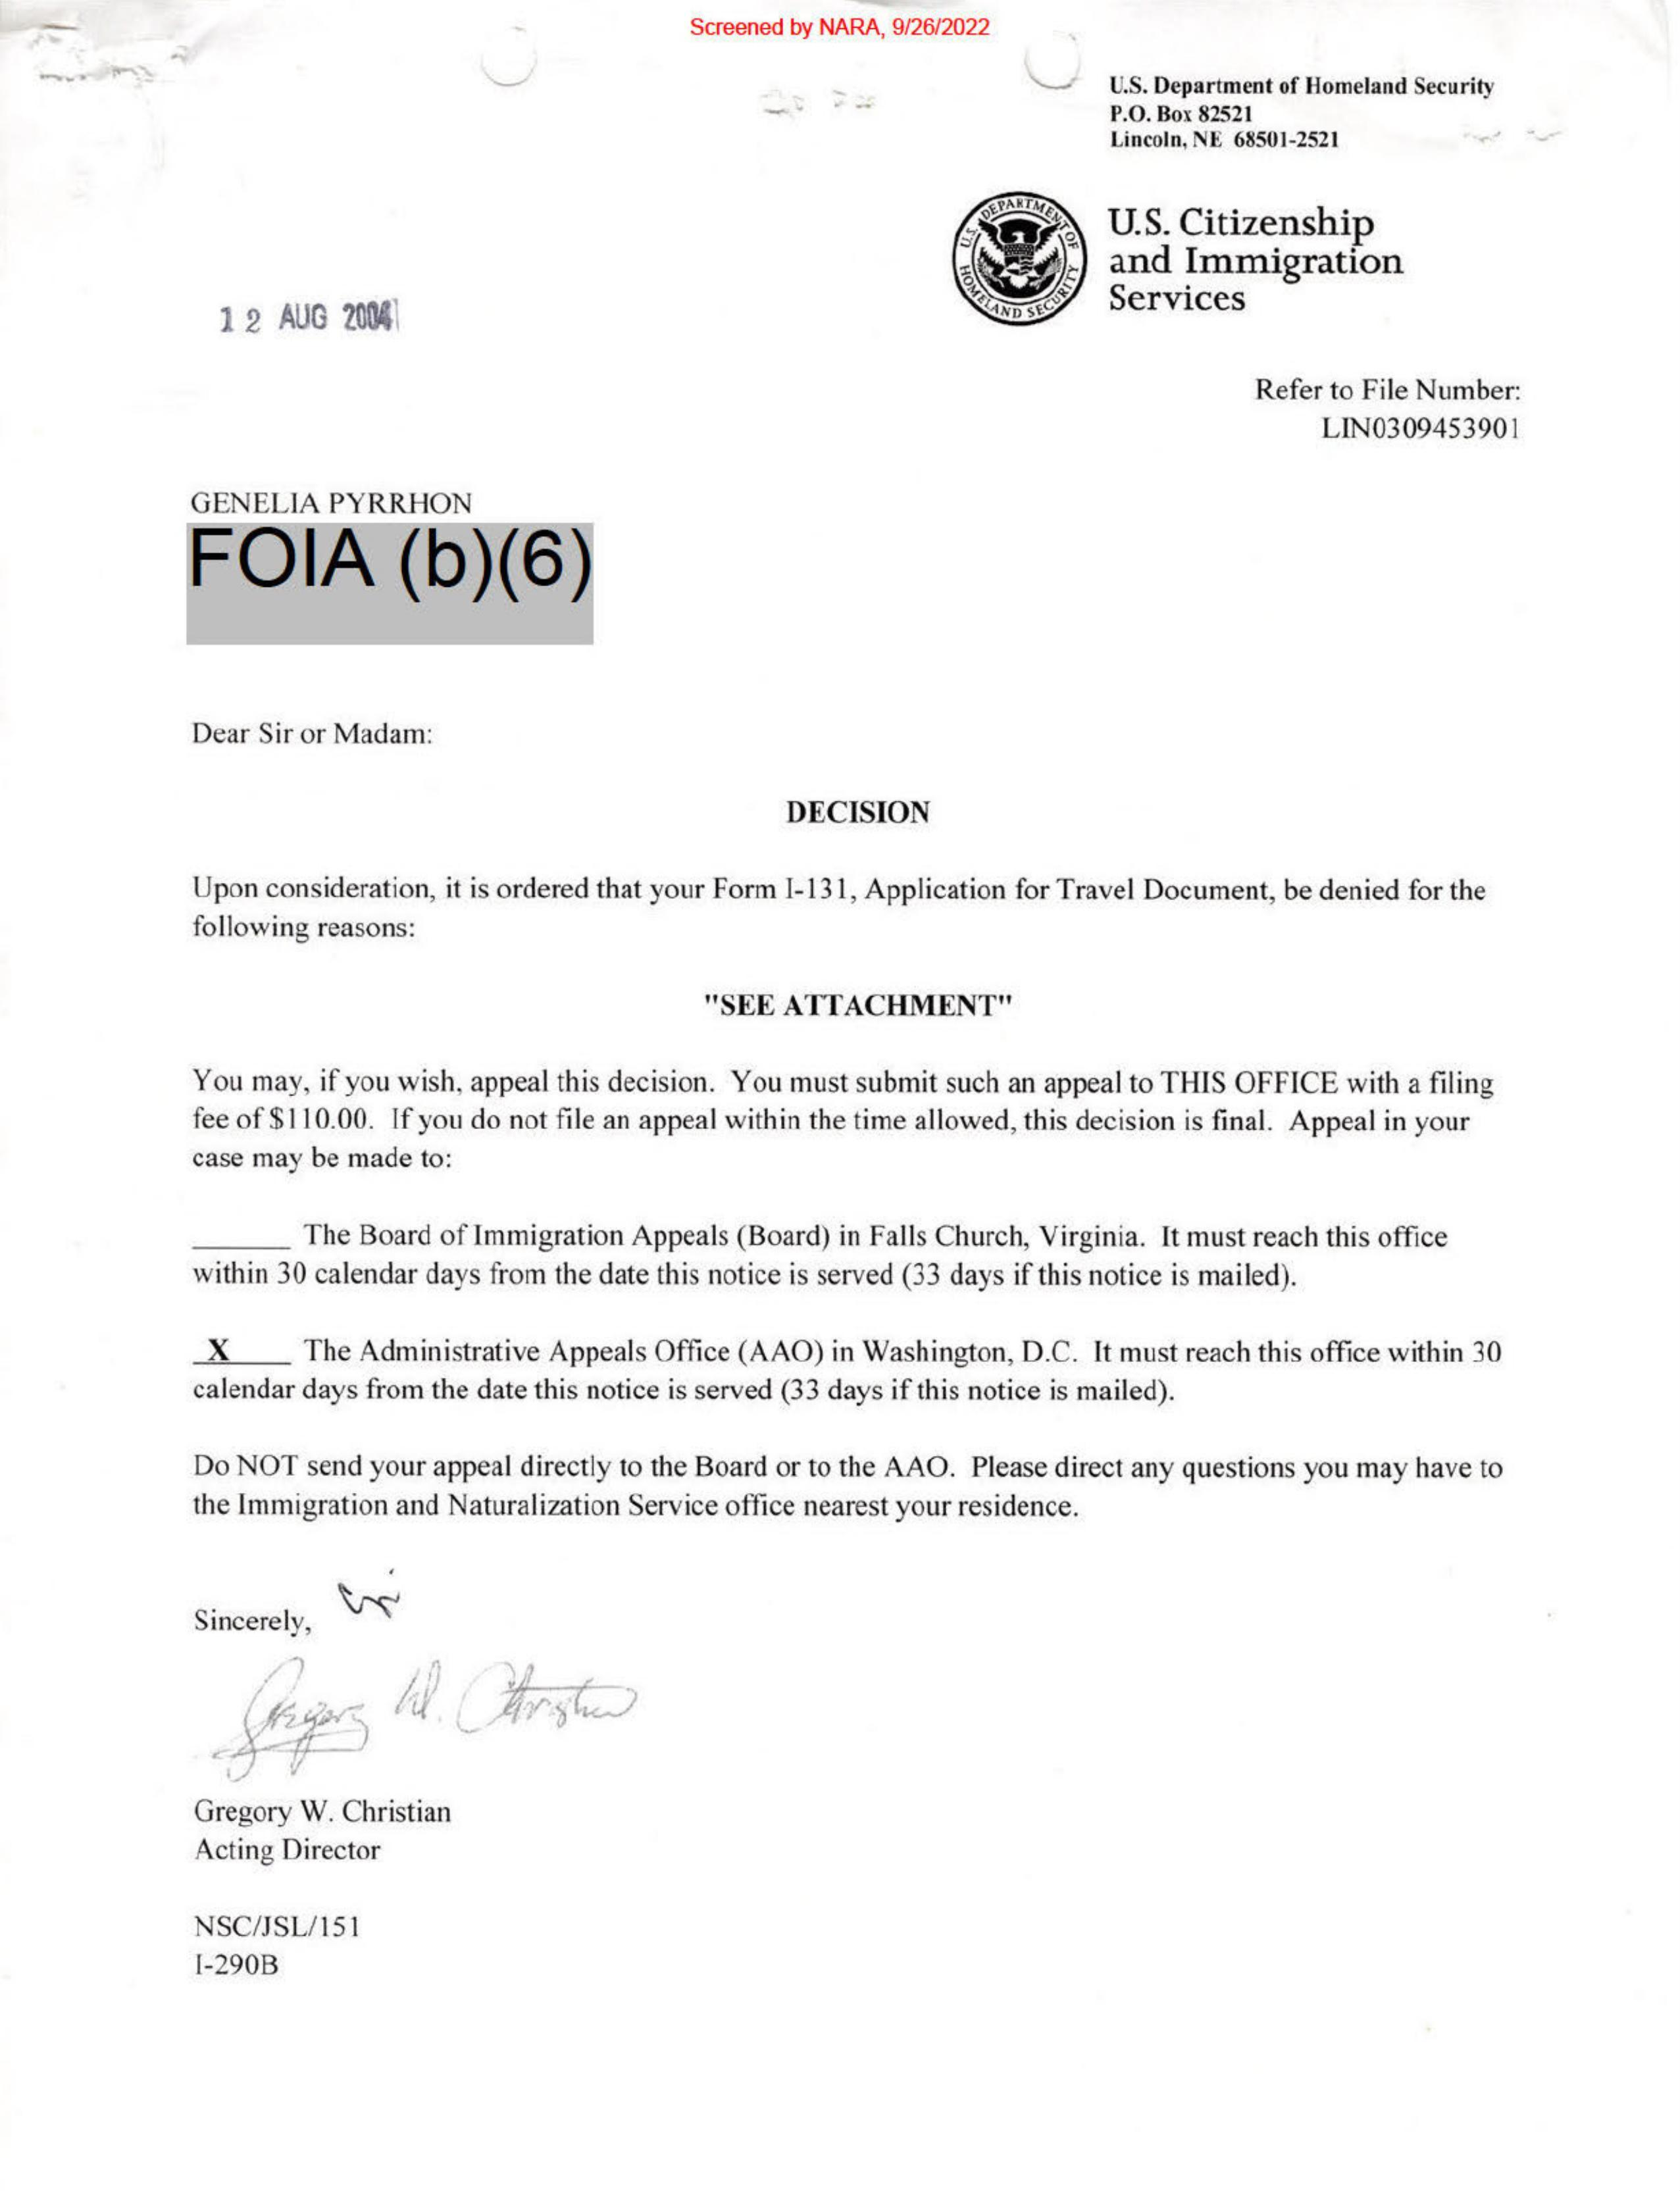 Screened by NARA, 9/26/2022
U.S. Department of Homeland Security
P.O. Box 82521
Lincoln, NE 68501-2521
U.S. DEPARTMENT OF HOMELAND SECURITY
U.S. Citizenship
and Immigration
Services
12 AUG 2004
Refer to File Number:
LIN0309453901
GENELIA PYRRHON
FOIA (b)(6)
Dear Sir or Madam:
DECISION
Upon consideration, it is ordered that your Form I-131, Application for Travel Document, be denied for the
following reasons:
"SEE ATTACHMENT"
You may, if you wish, appeal this decision. You must submit such an appeal to THIS OFFICE with a filing
fee of $110.00. If you do not file an appeal within the time allowed, this decision is final. Appeal in your
case may be made to:
______ The Board of Immigration Appeals (Board) in Falls Church, Virginia. It must reach this office
within 30 calendar days from the date this notice is served (33 days if this notice is mailed).
X The Administrative Appeals Office (AAO) in Washington, D.C. It must reach this office within 30
calendar days from the date this notice is served (33 days if this notice is mailed).
Do NOT send your appeal directly to the Board or to the AAO. Please direct any questions you may have to
the Immigration and Naturalization Service office nearest your residence.
Sincerely,
Gregory W. Christian
Gregory W. Christian
Acting Director
NSC/JSL/151
I-290B